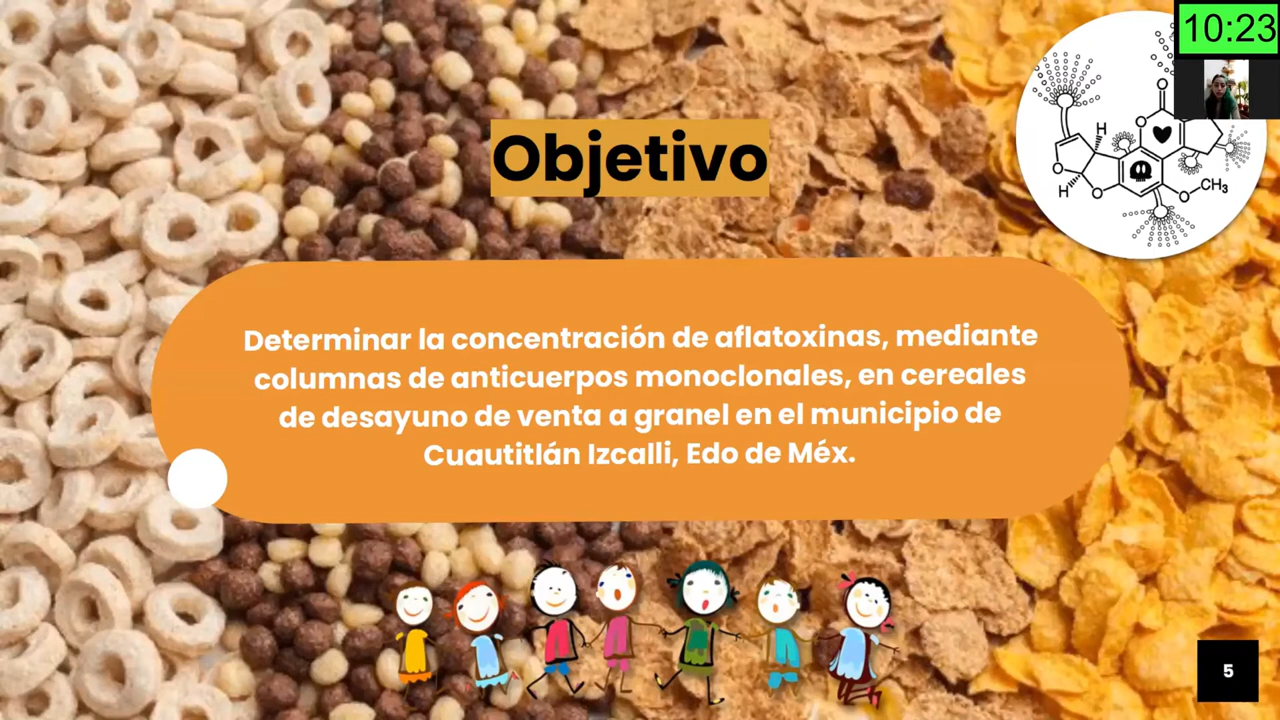 10:23
Objetivo
H
O
O
O
H
O
CH₃
Determinar la concentración de aflatoxinas, mediante
columnas de anticuerpos monoclonales, en cereales
de desayuno de venta a granel en el municipio de
Cuautitlán Izcalli, Edo de Méx.
5